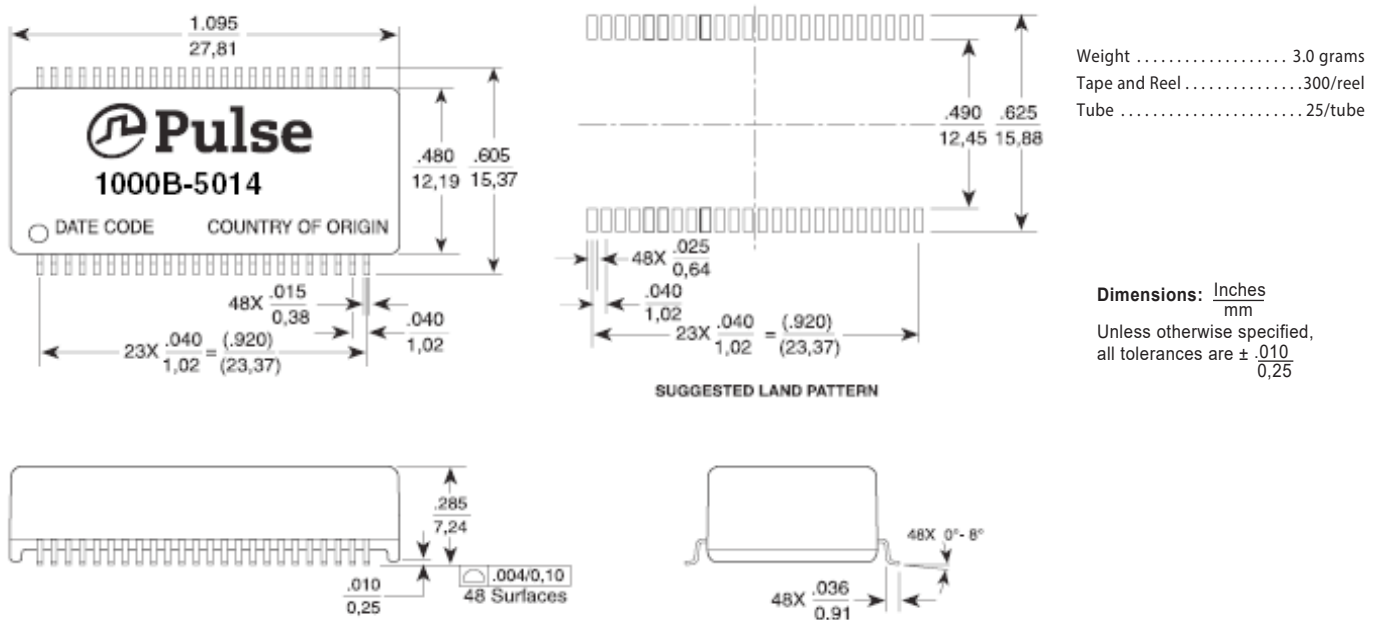 1.095
27,81
Pulse
1000B-5014
DATE CODE COUNTRY OF ORIGIN
.480
12,19
.605
15,37
48X .015
0,38
.040
1,02
23X .040 = (.920)
1,02 (23,37)
.490
12,45
.625
15,88
48X .025
0,64
.040
1,02
23X .040 = (.920)
1,02 (23,37)
SUGGESTED LAND PATTERN
Weight . . . . . . . . . . . . . . . . . . . 3.0 grams
Tape and Reel . . . . . . . . . . . . . . .300/reel
Tube . . . . . . . . . . . . . . . . . . . . . . . 25/tube
Dimensions: Inches
mm
Unless otherwise specified,
all tolerances are ± .010
0,25
.285
7,24
.010
0,25
.004/0,10
48 Surfaces
48X 0°- 8°
48X .036
0,91